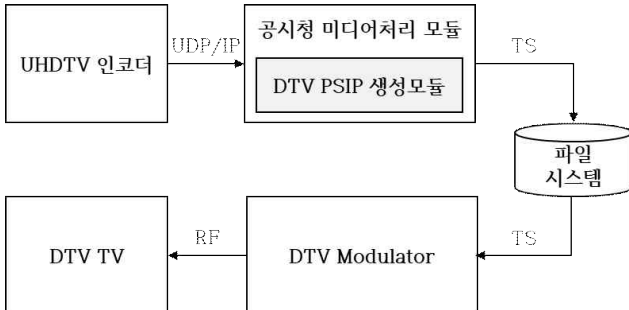 UHDTV 인코더
UDP/IP
공시청 미디어처리 모듈
DTV PSIP 생성모듈
TS
파일
시스템
DTV TV
RF
DTV Modulator
TS